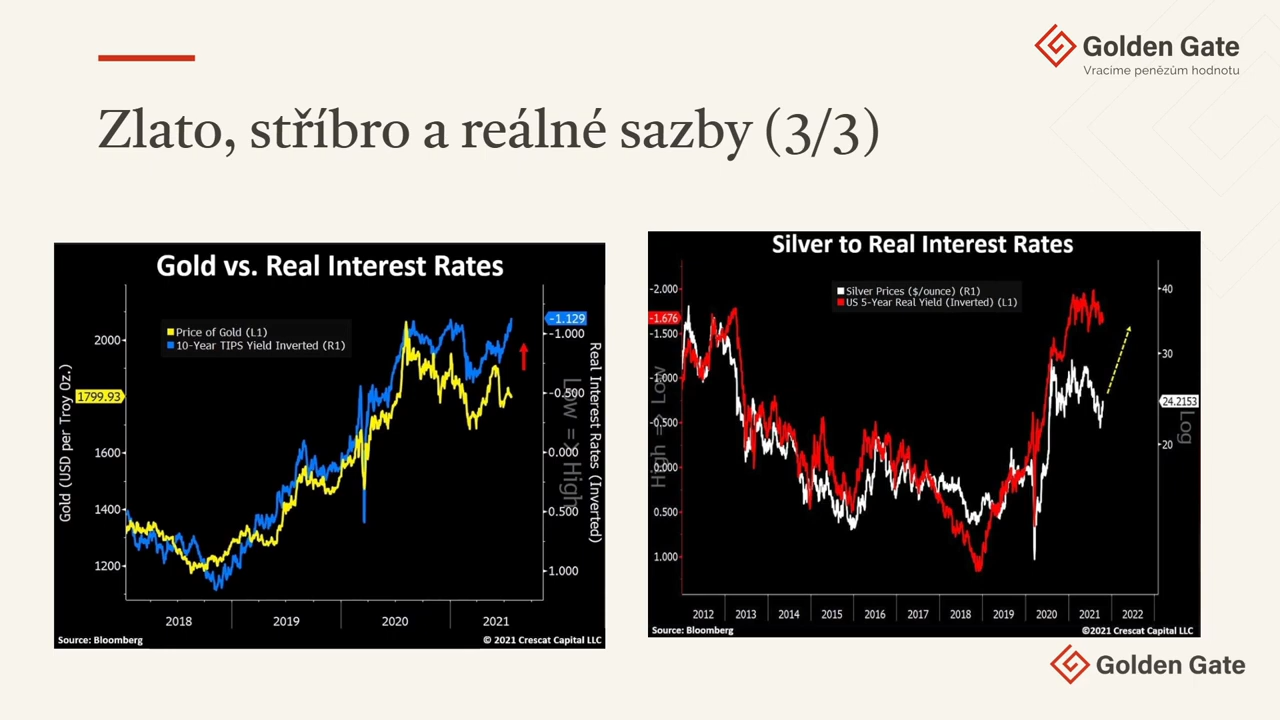 Golden Gate
Vracíme penězům hodnotu
Zlato, stříbro a reálné sazby (3/3)
Gold vs. Real Interest Rates
Price of Gold (L1)
10-Year TIPS Yield Inverted (R1)
Gold (USD per Troy Oz.)
2000
1799.93
1600
1400
1200
-1.129
-1.000
-0.500
0.000
0.500
1.000
Low => High
Real Interest Rates (Inverted)
2018 2019 2020 2021
Source: Bloomberg © 2021 Crescat Capital LLC
Silver to Real Interest Rates
Silver Prices ($/ounce) (R1)
US 5-Year Real Yield (Inverted) (L1)
-2.000
-1.676
-1.000
-0.500
0.000
0.500
1.000
High => Low
40
30
24.2153
20
Log
2012 2013 2014 2015 2016 2017 2018 2019 2020 2021 2022
Source: Bloomberg ©2021 Crescat Capital LLC
Golden Gate